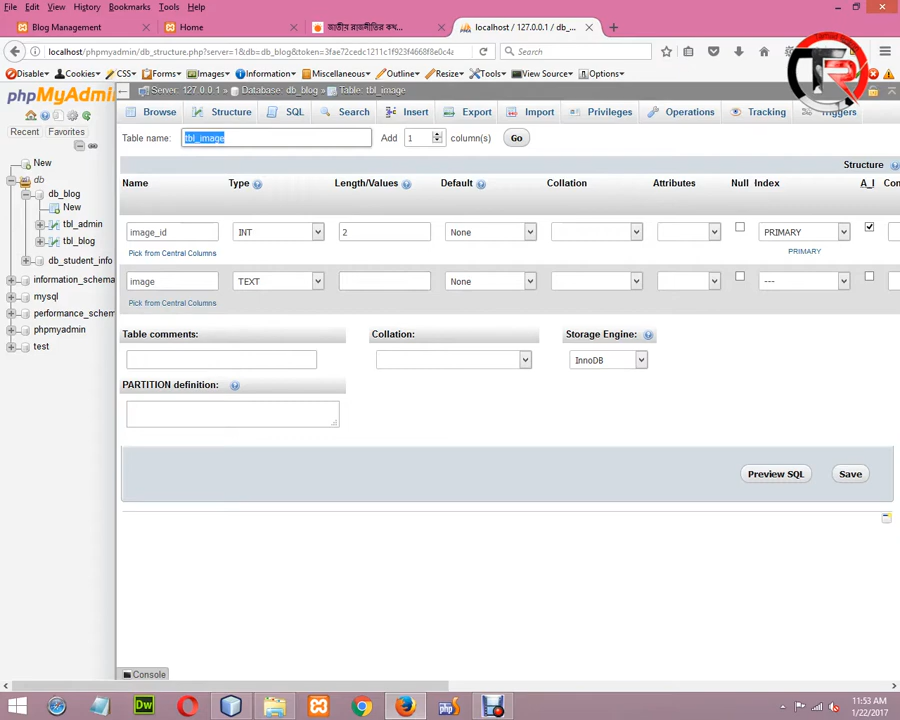 File Edit View History Bookmarks Tools Help
Blog Management
Home
জাতীয় রাজনীতির কথ...
localhost / 127.0.0.1 / db_...
localhost/phpmyadmin/db_structure.php?server=1&db=db_blog&token=3fae72cedc1211c1f923f4668f8e0c4z
Search
Disable Cookies CSS Forms Images Information Miscellaneous Outline Resize Tools View Source Options
phpMyAdmin
Server: 127.0.0.1 » Database: db_blog » Table: tbl_image
Browse Structure SQL Search Insert Export Import Privileges Operations Tracking Triggers
Recent Favorites
Table name: tbl_image Add 1 column(s) Go
New
db
db_blog
New
tbl_admin
tbl_blog
db_student_info
information_schema
mysql
performance_schem
phpmyadmin
test
Structure
Name Type Length/Values Default Collation Attributes Null Index A_I Con
image_id INT 2 None PRIMARY
Pick from Central Columns PRIMARY
image TEXT None ---
Pick from Central Columns
Table comments: Collation: Storage Engine:
InnoDB
PARTITION definition:
Preview SQL Save
Console
11:53 AM
1/22/2017